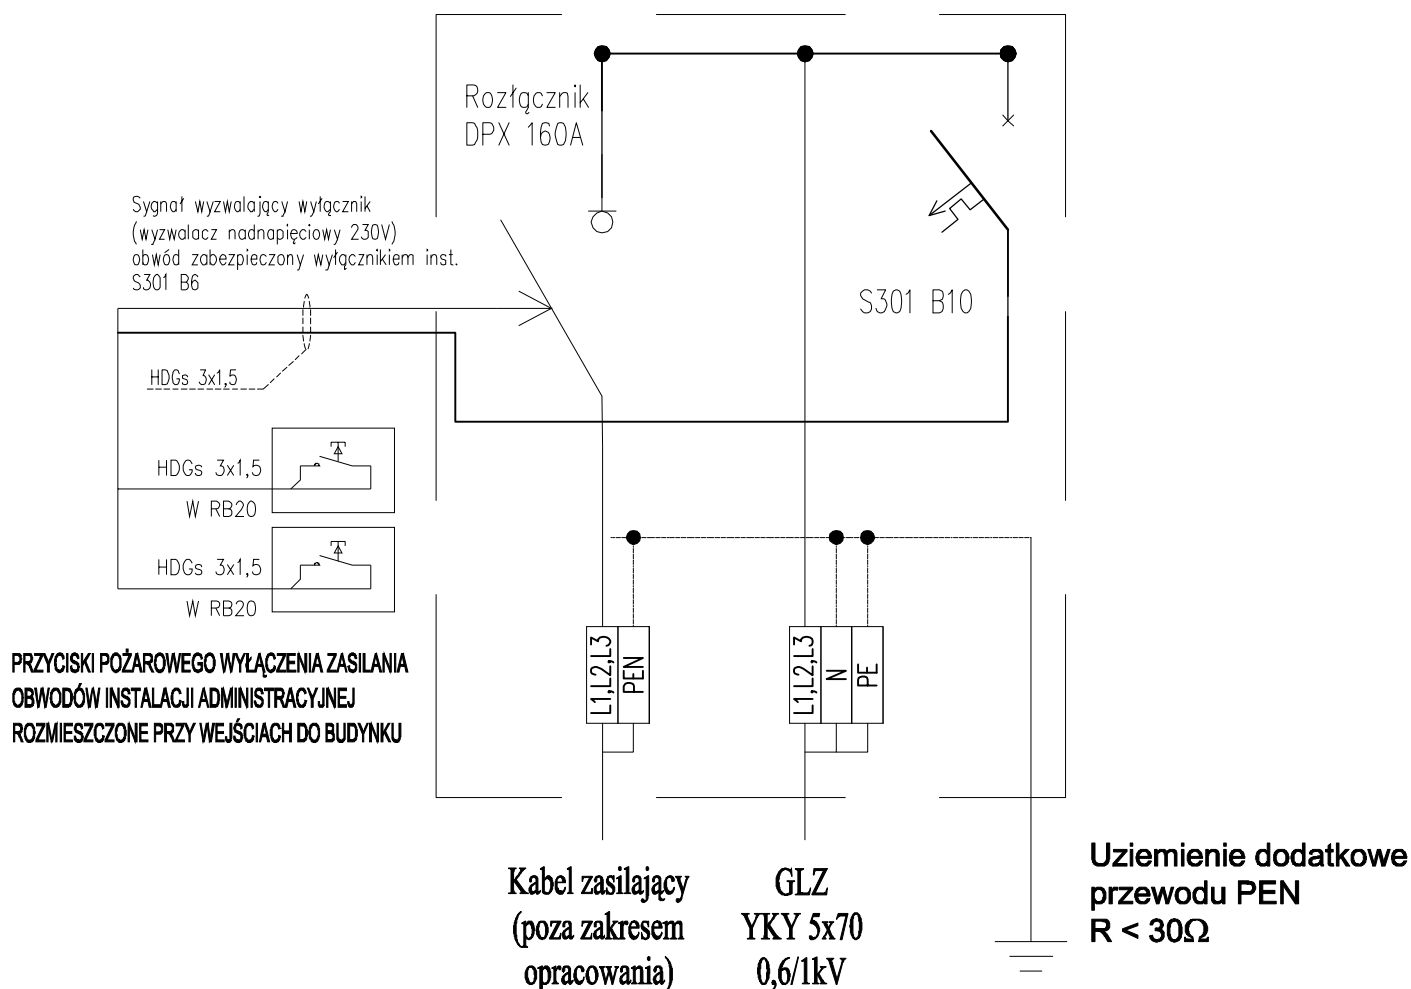 Rozłącznik
DPX 160A
Sygnał wyzwalający wyłącznik
(wyzwalacz nadnapięciowy 230V)
obwód zabezpieczony wyłącznikiem inst.
S301 B6
S301 B10
HDGs 3x1,5
HDGs 3x1,5
W RB20
HDGs 3x1,5
W RB20
PRZYCISKI POŻAROWEGO WYŁĄCZENIA ZASILANIA
OBWODÓW INSTALACJI ADMINISTRACYJNEJ
ROZMIESZCZONE PRZY WEJŚCIACH DO BUDYNKU
L1,L2,L3
PEN
L1,L2,L3
N
PE
Kabel zasilający
(poza zakresem
opracowania)
GLZ
YKY 5x70
0,6/1kV
Uziemienie dodatkowe
przewodu PEN
R < 30Ω